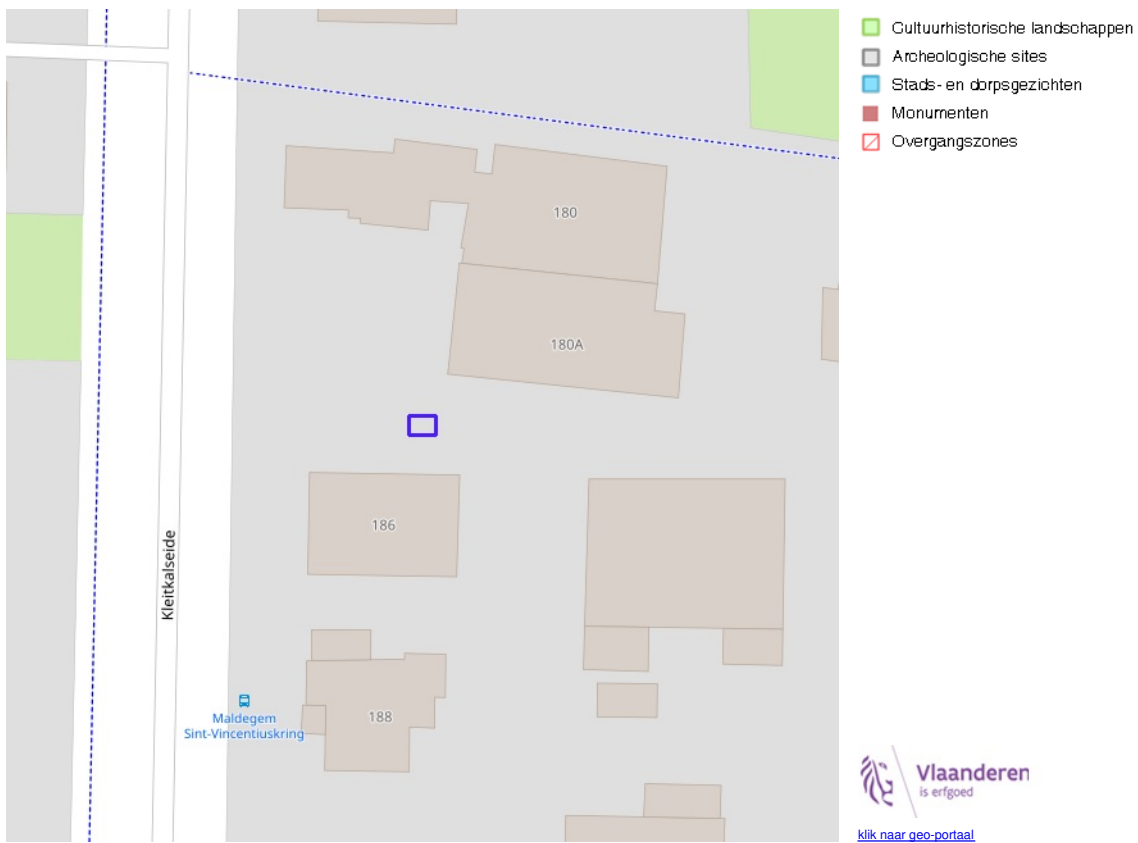 180
180A
186
Kleitkalseide
188
Maldegem
Sint-Vincentiuskring
Cultuurhistorische landschappen
Archeologische sites
Stads- en dorpsgezichten
Monumenten
Overgangszones
Vlaanderen
is erfgoed
klik naar geo-portaal